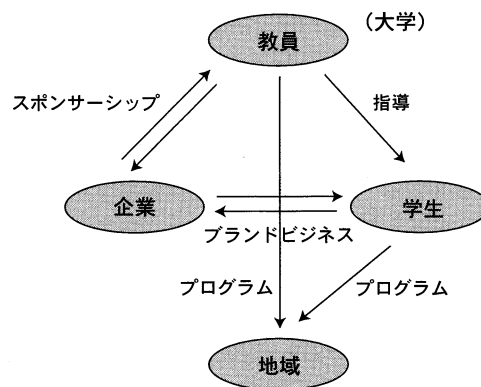 教員
(大学)
スポンサーシップ
指導
企業
学生
ブランドビジネス
プログラム
プログラム
地域